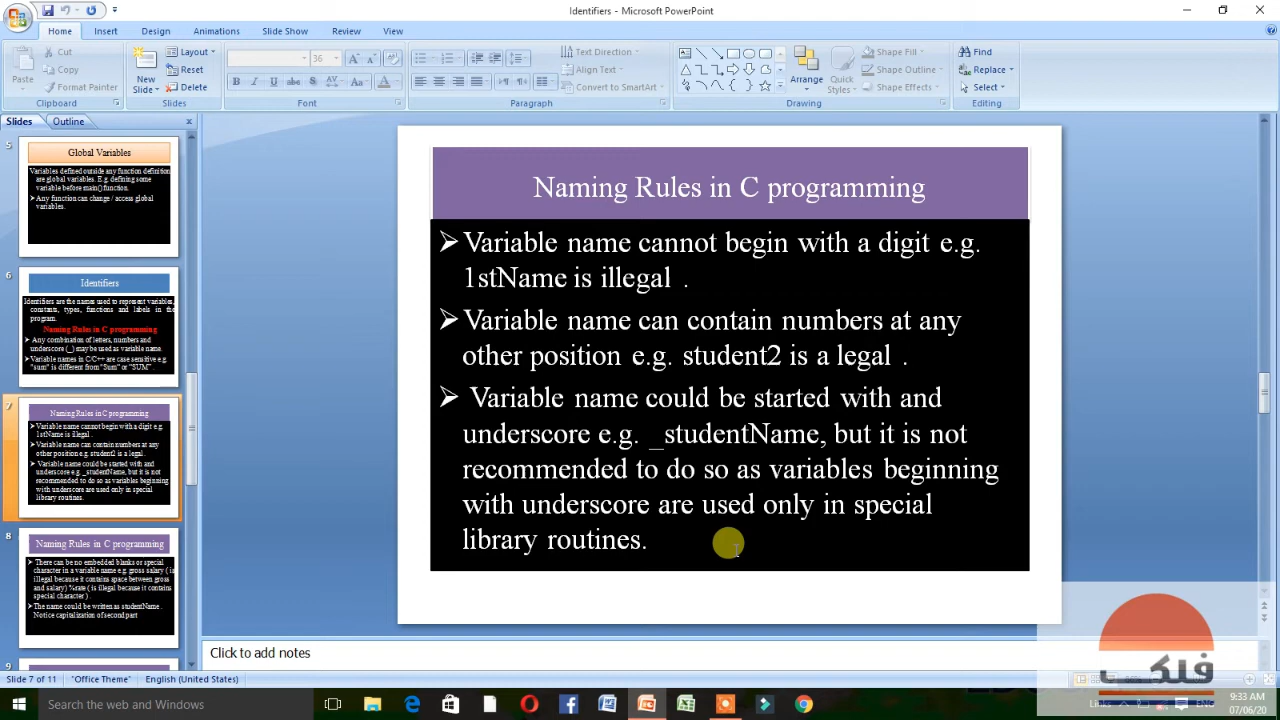 Identifiers - Microsoft PowerPoint
Home Insert Design Animations Slide Show Review View
Paste
Cut
Copy
Format Painter
Clipboard
New Slide
Layout
Reset
Delete
Slides
36
Font
Paragraph
Text Direction
Align Text
Convert to SmartArt
Arrange
Quick Styles
Shape Fill
Shape Outline
Shape Effects
Drawing
Find
Replace
Select
Editing
Slides Outline
5
Global Variables
Variables defined outside any function definition
are global variables. E.g. defining some
variable before main() function.
➢ Any function can change / access global
variables.
6
Identifiers
Identifiers are the names used to represent variables,
constants, types, functions and labels in the
program.
Naming Rules in C programming
➢ Any combination of letters, numbers and
underscore (_) may be used as variable name.
➢ Variable names in C/C++ are case sensitive e.g.
"sum" is different from "Sum" or "SUM".
7
Naming Rules in C programming
➢ Variable name cannot begin with a digit e.g.
1stName is illegal .
➢ Variable name can contain numbers at any
other position e.g. student2 is a legal .
➢ Variable name could be started with and
underscore e.g. _studentName, but it is not
recommended to do so as variables beginning
with underscore are used only in special
library routines.
8
Naming Rules in C programming
➢ There can be no embedded blanks or special
character in a variable name e.g. gross salary ( is
illegal because it contains space between gross
and salary) %rate ( is illegal because it contains
special character ) .
➢ The name could be written as studentName .
Notice capitalization of second part
9
Naming Rules in C programming
➢ Variable name cannot begin with a digit e.g.
1stName is illegal .
➢ Variable name can contain numbers at any
other position e.g. student2 is a legal .
➢ Variable name could be started with and
underscore e.g. _studentName, but it is not
recommended to do so as variables beginning
with underscore are used only in special
library routines.
Click to add notes
Slide 7 of 11 "Office Theme" English (United States)
Search the web and Windows
Links
9:33 AM
07/06/20